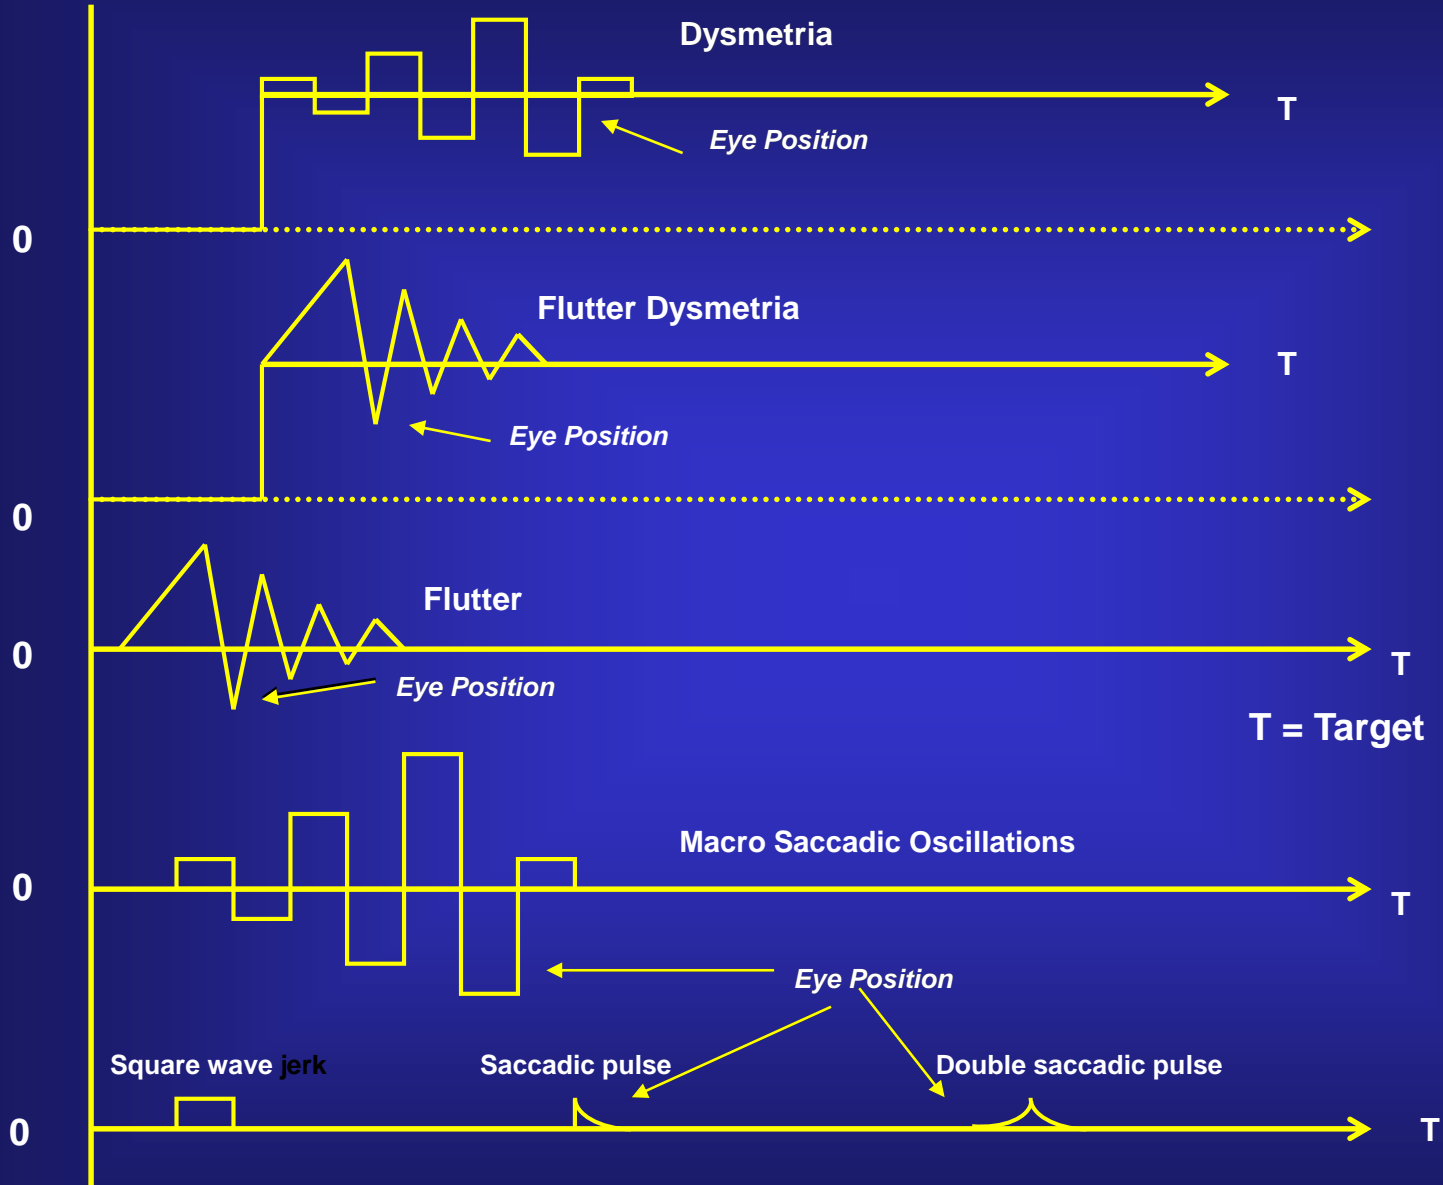 Dysmetria
T
Eye Position
0
Flutter Dysmetria
T
Eye Position
0
Flutter
0
T
Eye Position
T = Target
Macro Saccadic Oscillations
0
T
Eye Position
Square wave jerk
Saccadic pulse
Double saccadic pulse
0
T